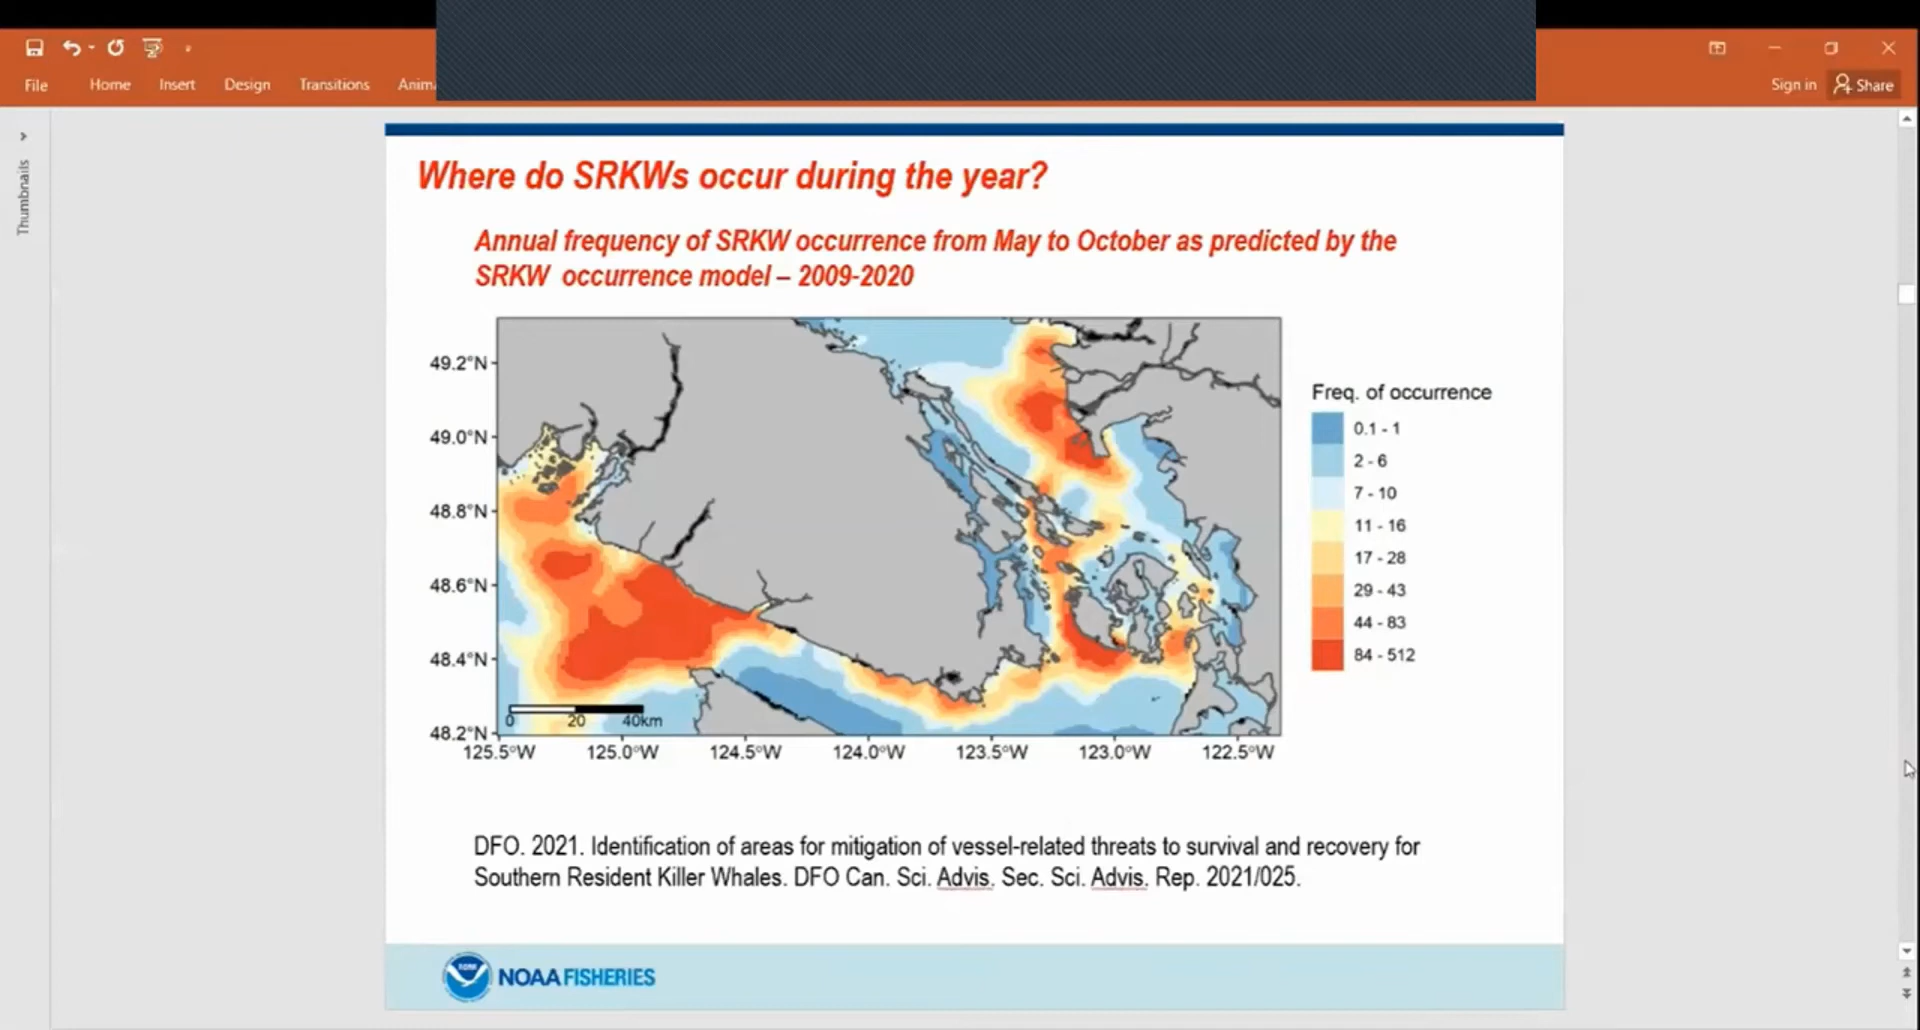 File Home Insert Design Transitions Anim
Sign in Share
Thumbnails
Where do SRKWs occur during the year?
Annual frequency of SRKW occurrence from May to October as predicted by the
SRKW occurrence model – 2009-2020
49.2°N
49.0°N
48.8°N
48.6°N
48.4°N
48.2°N
0 20 40km
125.5°W 125.0°W 124.5°W 124.0°W 123.5°W 123.0°W 122.5°W
Freq. of occurrence
0.1 - 1
2 - 6
7 - 10
11 - 16
17 - 28
29 - 43
44 - 83
84 - 512
DFO. 2021. Identification of areas for mitigation of vessel-related threats to survival and recovery for
Southern Resident Killer Whales. DFO Can. Sci. Advis. Sec. Sci. Advis. Rep. 2021/025.
NOAA FISHERIES